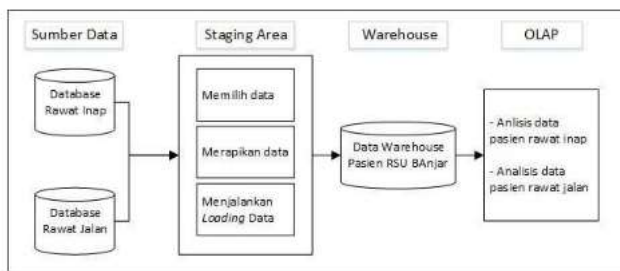 Sumber Data
Staging Area
Warehouse
OLAP
Database
Rawat Inap
Database
Rawat Jalan
Memilih data
Merapikan data
Menjalankan
Loading Data
Data Warehouse
Pasien RSU BAnjar
- Anlisis data
pasien rawat inap
- Analisis data
pasien rawat jalan